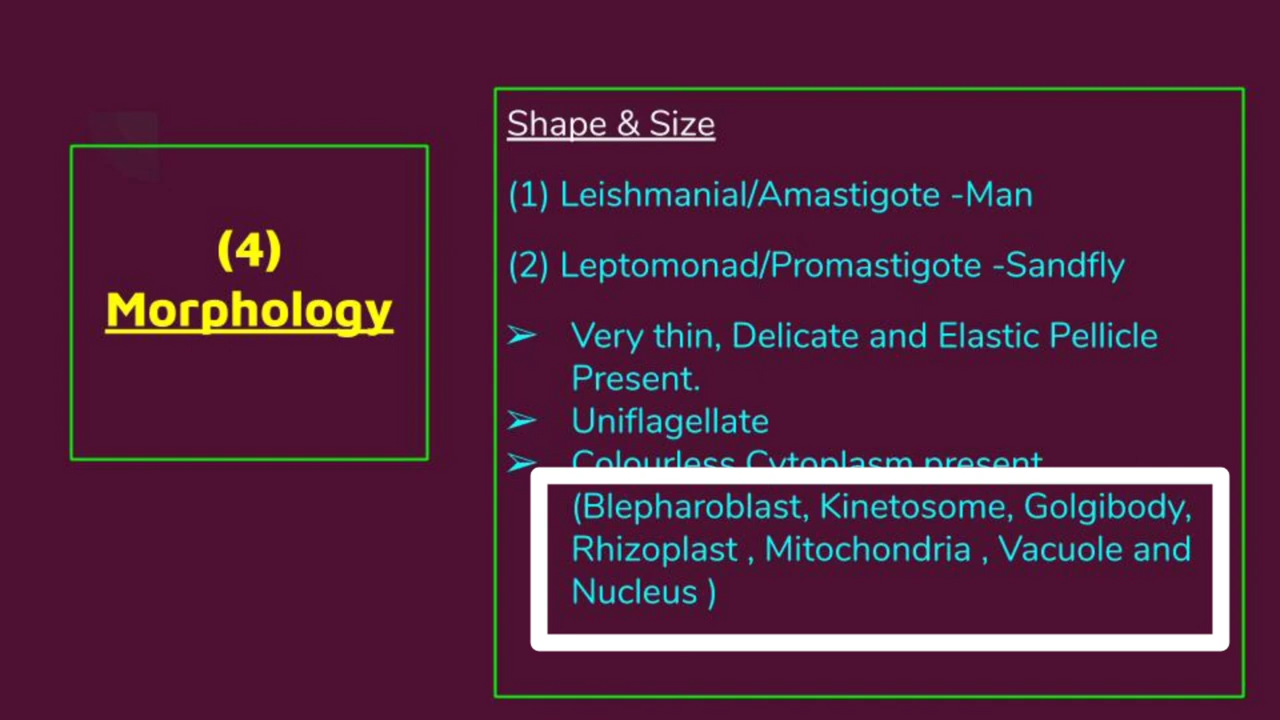 (4)
Morphology
Shape & Size
(1) Leishmanial/Amastigote -Man
(2) Leptomonad/Promastigote -Sandfly
➢ Very thin, Delicate and Elastic Pellicle
Present.
➢ Uniflagellate
➢ Colourless Cytoplasm present
(Blepharoblast, Kinetosome, Golgibody,
Rhizoplast , Mitochondria , Vacuole and
Nucleus )